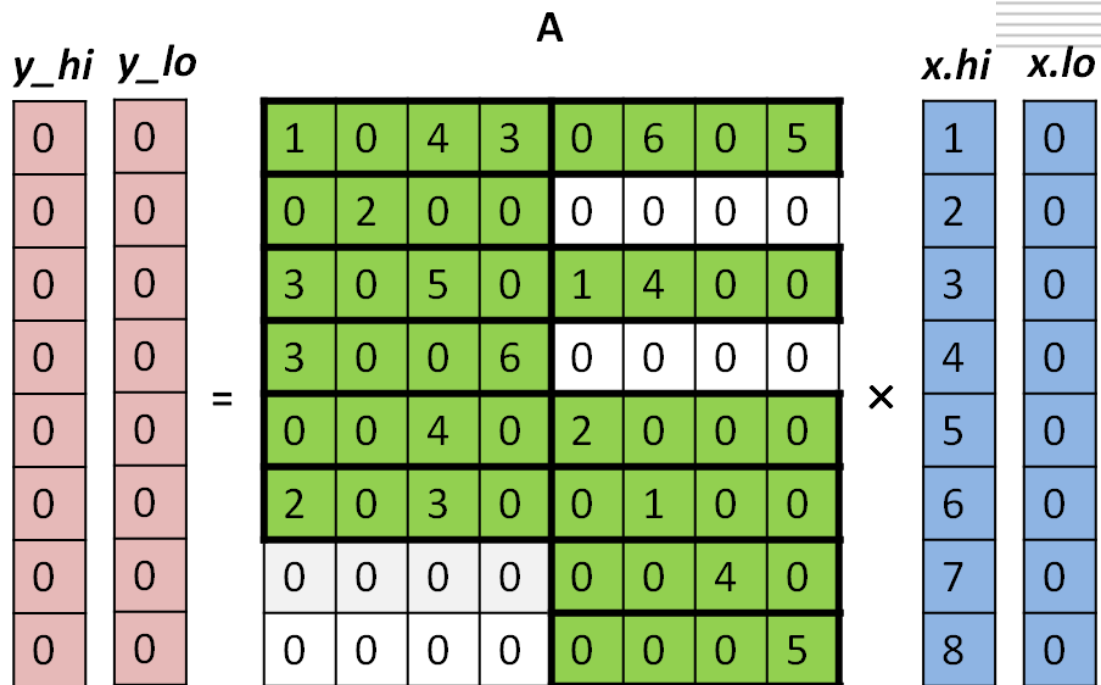 A
y_hi y_lo x.hi x.lo
0 0 1 0 4 3 0 6 0 5 1 0
0 0 0 2 0 0 0 0 0 0 2 0
0 0 3 0 5 0 1 4 0 0 3 0
0 0 3 0 0 6 0 0 0 0 4 0
= ×
0 0 0 0 4 0 2 0 0 0 5 0
0 0 2 0 3 0 0 1 0 0 6 0
0 0 0 0 0 0 0 0 4 0 7 0
0 0 0 0 0 0 0 0 0 5 8 0